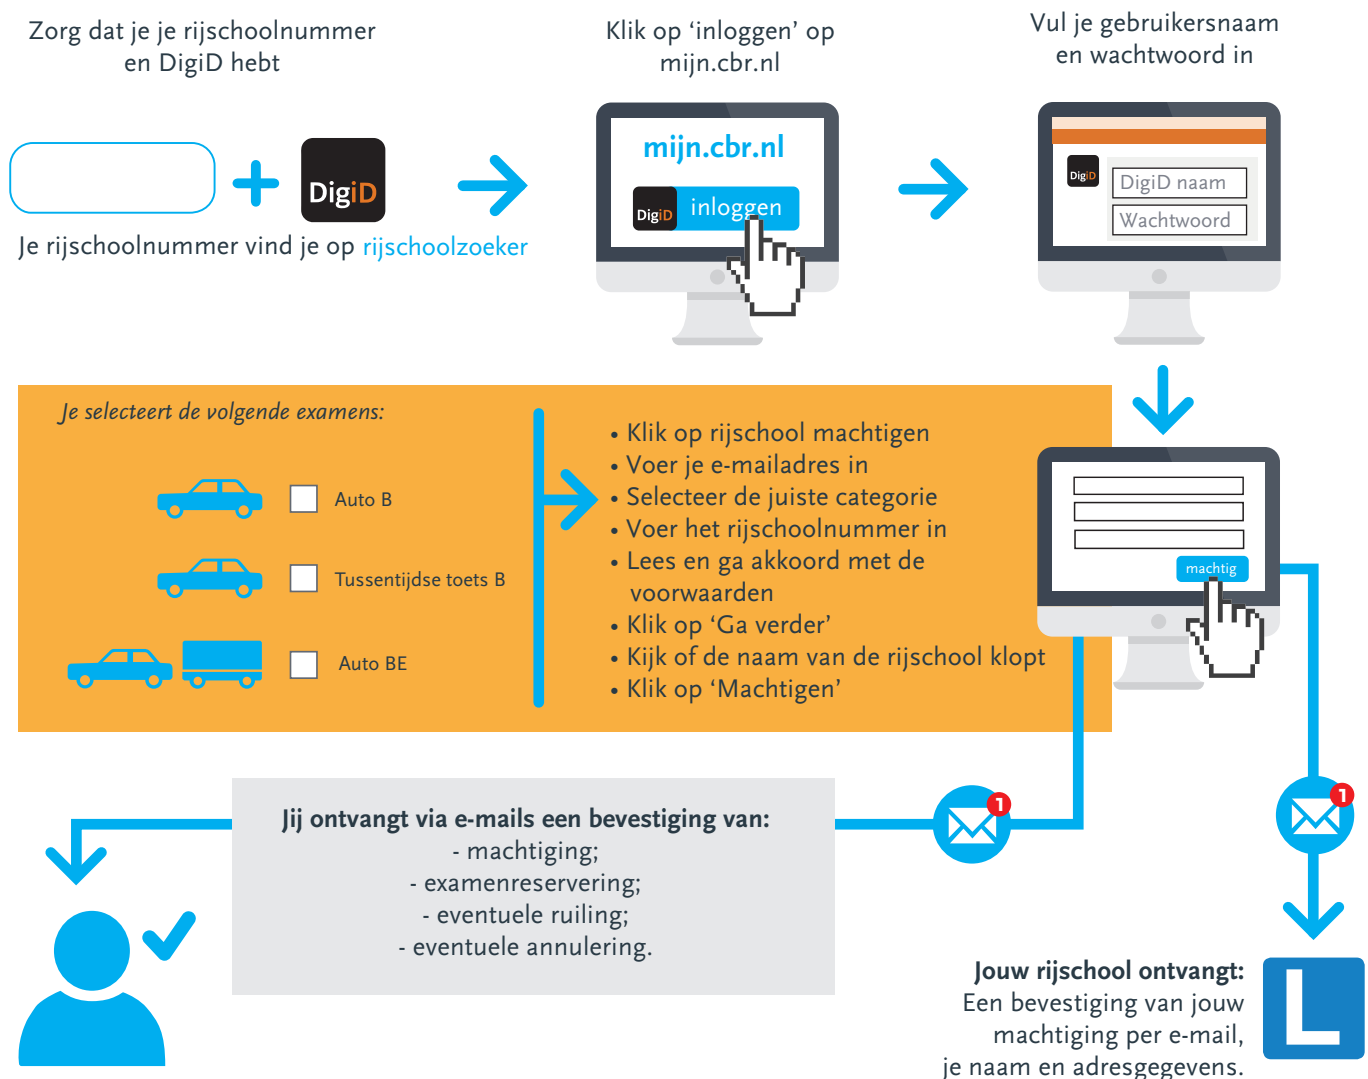 Zorg dat je je rijschoolnummer
en DigiD hebt
DigiD
Je rijschoolnummer vind je op rijschoolzoeker
Klik op ‘inloggen’ op
mijn.cbr.nl
mijn.cbr.nl
DigiD inloggen
Vul je gebruikersnaam
en wachtwoord in
DigiD
DigiD naam
Wachtwoord
Je selecteert de volgende examens:
Auto B
Tussentijdse toets B
Auto BE
• Klik op rijschool machtigen
• Voer je e-mailadres in
• Selecteer de juiste categorie
• Voer het rijschoolnummer in
• Lees en ga akkoord met de
voorwaarden
• Klik op ‘Ga verder’
• Kijk of de naam van de rijschool klopt
• Klik op ‘Machtigen’
machtig
Jij ontvangt via e-mails een bevestiging van:
- machtiging;
- examenreservering;
- eventuele ruiling;
- eventuele annulering.
1
1
Jouw rijschool ontvangt:
Een bevestiging van jouw
machtiging per e-mail,
je naam en adresgegevens.
L